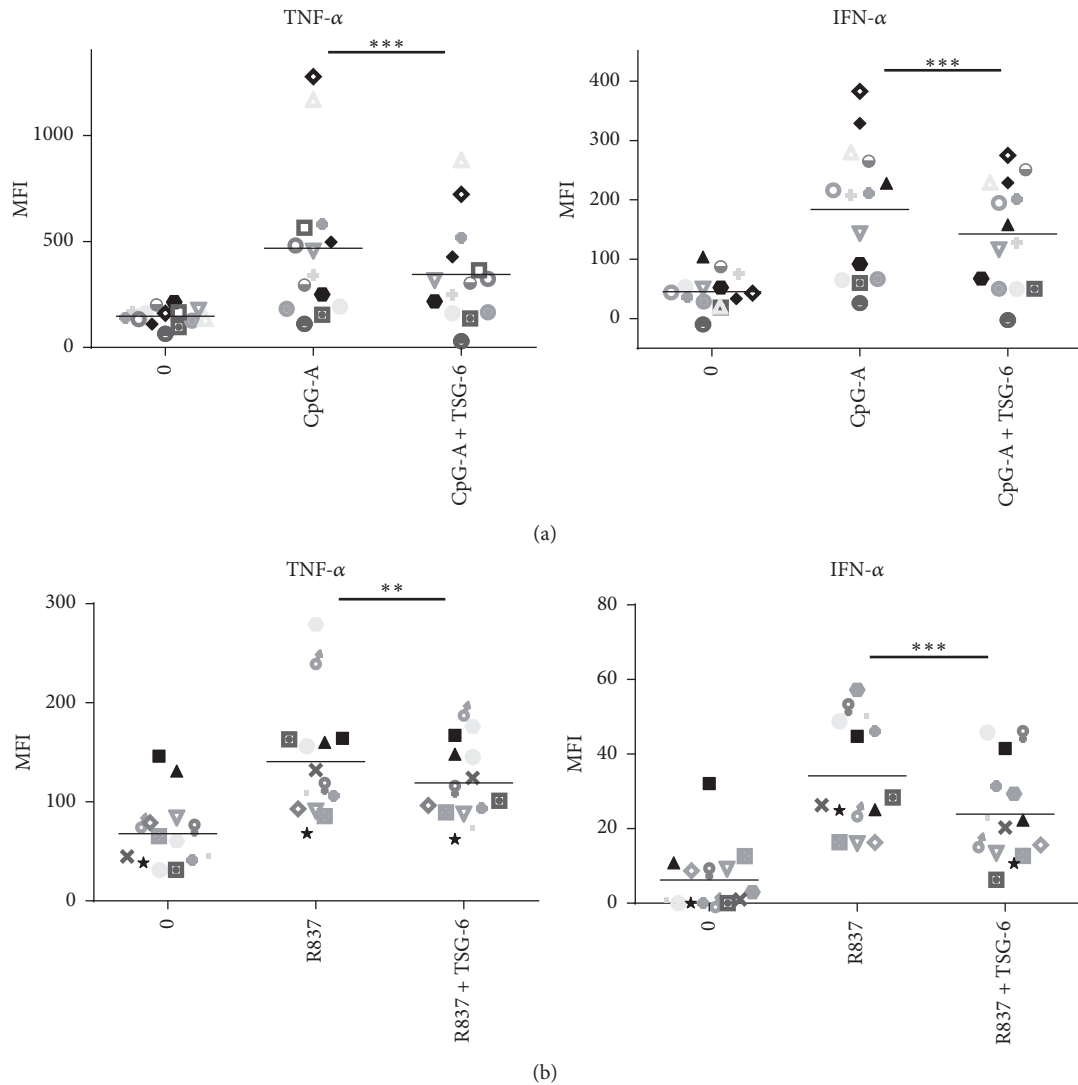 TNF-α
IFN-α
***
***
MFI
1000
500
0
MFI
400
300
200
100
0
0
CpG-A
CpG-A + TSG-6
0
CpG-A
CpG-A + TSG-6
(a)
TNF-α
IFN-α
**
***
MFI
300
200
100
0
MFI
80
60
40
20
0
0
R837
R837 + TSG-6
0
R837
R837 + TSG-6
(b)